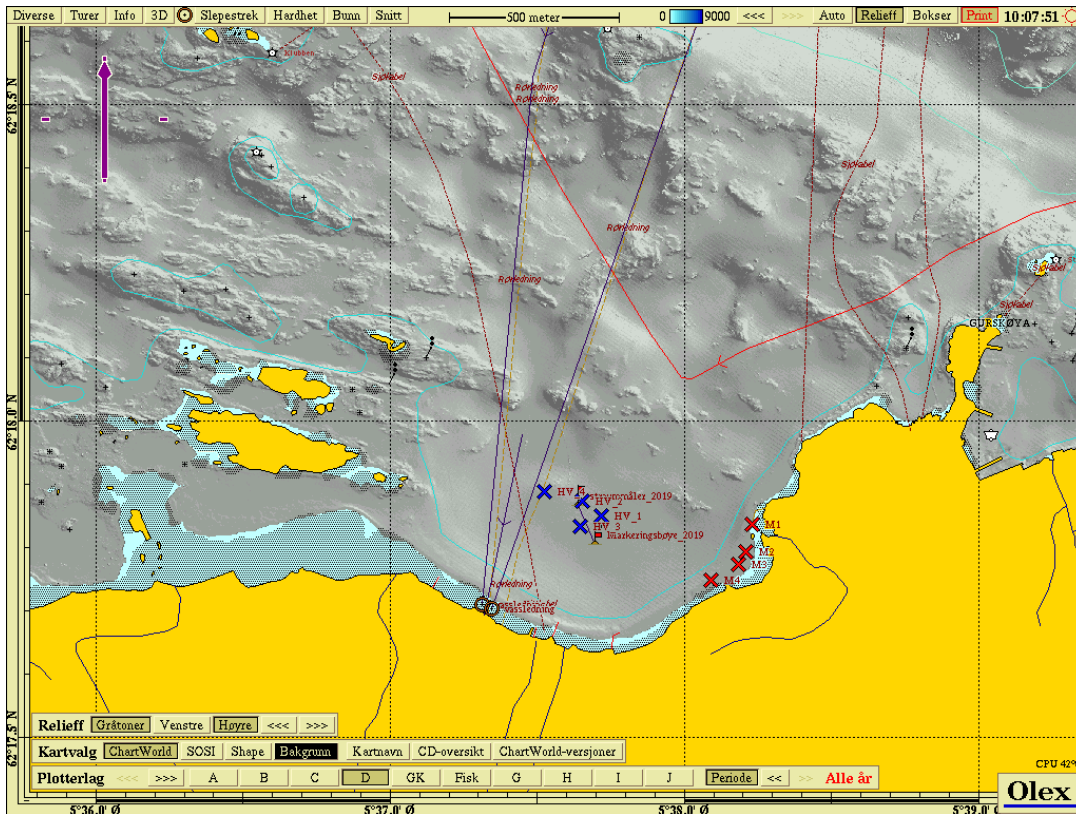 Diverse Turer Info 3D Slepestrek Hardhet Bunn Snitt 500 meter 0 9000 <<< >>> Auto Relieff Bokser Print 10:07:51
Klubben
Sjøkabel
62°18.5' N
Rørledning
Rørledning
Sjøkabel
Rørledning
Rørledning
Sjøkabel
Sjøkabel
GURSKØYA+
62°18.0' N
HV_4
strømmåler_2019
HV_2
HV_1
HV_3
Markeringsbøye_2019
M1
M2
M3
M4
Rørledning
vassledning
62°17.5' N
Relieff Gråtoner Venstre Høyre <<< >>>
Kartvalg ChartWorld SOSI Shape Bakgrunn Kartnavn CD-oversikt ChartWorld-versjoner
CPU 42°
Plotterlag <<< >>> A B C D GK Fisk G H I J Periode << >> Alle år
Olex
5°36.0' Ø 5°37.0' Ø 5°38.0' Ø 5°39.0' Ø